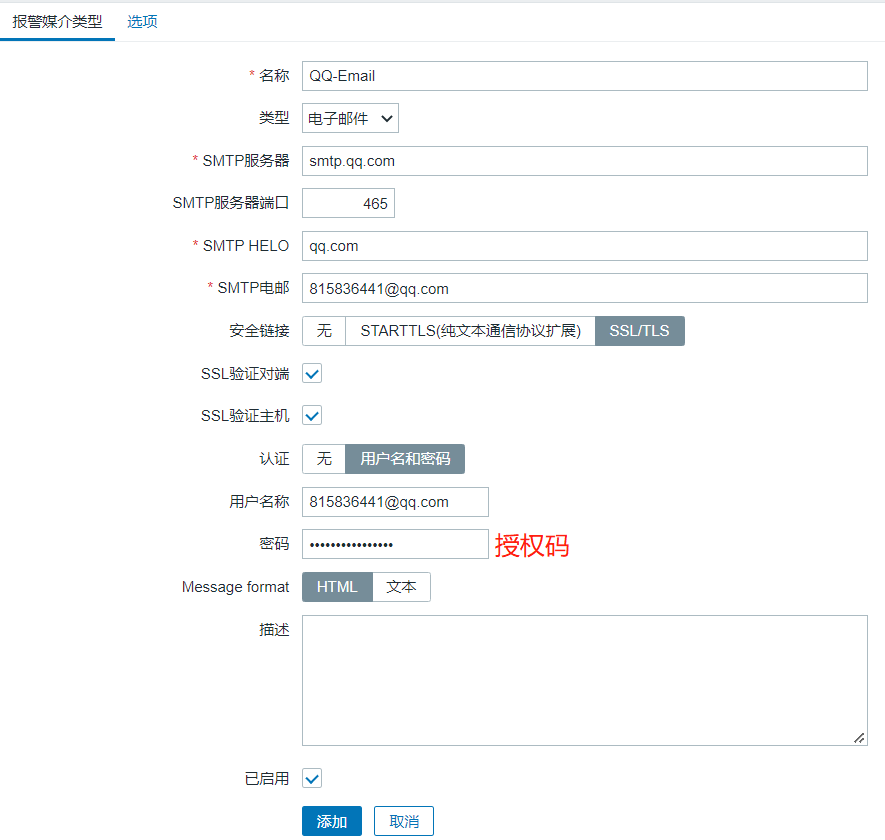 报警媒介类型 选项
* 名称 QQ-Email
类型 电子邮件
* SMTP服务器 smtp.qq.com
SMTP服务器端口 465
* SMTP HELO qq.com
* SMTP电邮 815836441@qq.com
安全链接 无 STARTTLS(纯文本通信协议扩展) SSL/TLS
SSL验证对端
SSL验证主机
认证 无 用户名和密码
用户名称 815836441@qq.com
密码 •••••••••••••••• 授权码
Message format HTML 文本
描述
已启用
添加 取消